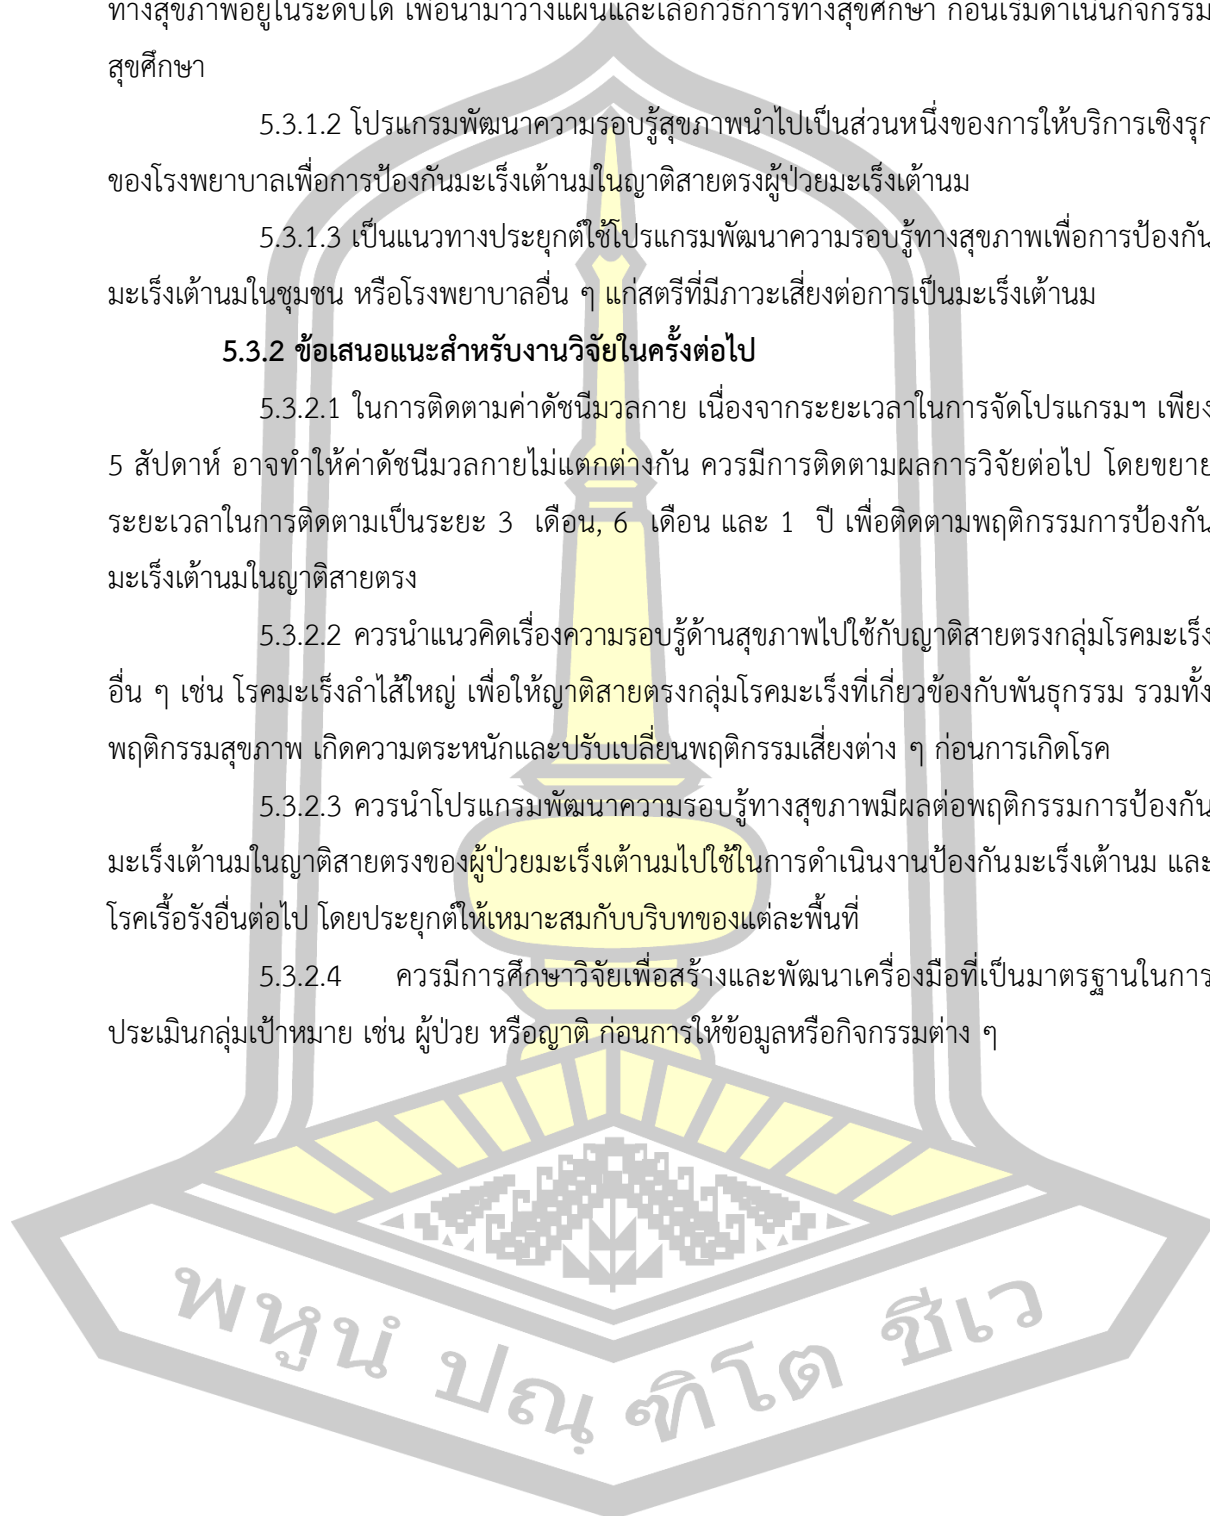 ทางสุขภาพอยู่ในระดับใด เพื่อนำมาวางแผนและเลือกวิธีการทางสุขศึกษา ก่อนเริ่มดำเนินกิจกรรม
สุขศึกษา
5.3.1.2 โปรแกรมพัฒนาความรอบรู้สุขภาพนำไปเป็นส่วนหนึ่งของการให้บริการเชิงรุก
ของโรงพยาบาลเพื่อการป้องกันมะเร็งเต้านมในญาติสายตรงผู้ป่วยมะเร็งเต้านม
5.3.1.3 เป็นแนวทางประยุกต์ใช้โปรแกรมพัฒนาความรอบรู้ทางสุขภาพเพื่อการป้องกัน
มะเร็งเต้านมในชุมชน หรือโรงพยาบาลอื่น ๆ แก่สตรีที่มีภาวะเสี่ยงต่อการเป็นมะเร็งเต้านม
5.3.2 ข้อเสนอแนะสำหรับงานวิจัยในครั้งต่อไป
5.3.2.1 ในการติดตามค่าดัชนีมวลกาย เนื่องจากระยะเวลาในการจัดโปรแกรมฯ เพียง
5 สัปดาห์ อาจทำให้ค่าดัชนีมวลกายไม่แตกต่างกัน ควรมีการติดตามผลการวิจัยต่อไป โดยขยาย
ระยะเวลาในการติดตามเป็นระยะ 3 เดือน, 6 เดือน และ 1 ปี เพื่อติดตามพฤติกรรมการป้องกัน
มะเร็งเต้านมในญาติสายตรง
5.3.2.2 ควรนำแนวคิดเรื่องความรอบรู้ด้านสุขภาพไปใช้กับญาติสายตรงกลุ่มโรคมะเร็ง
อื่น ๆ เช่น โรคมะเร็งลำไส้ใหญ่ เพื่อให้ญาติสายตรงกลุ่มโรคมะเร็งที่เกี่ยวข้องกับพันธุกรรม รวมทั้ง
พฤติกรรมสุขภาพ เกิดความตระหนักและปรับเปลี่ยนพฤติกรรมเสี่ยงต่าง ๆ ก่อนการเกิดโรค
5.3.2.3 ควรนำโปรแกรมพัฒนาความรอบรู้ทางสุขภาพมีผลต่อพฤติกรรมการป้องกัน
มะเร็งเต้านมในญาติสายตรงของผู้ป่วยมะเร็งเต้านมไปใช้ในการดำเนินงานป้องกันมะเร็งเต้านม และ
โรคเรื้อรังอื่นต่อไป โดยประยุกต์ให้เหมาะสมกับบริบทของแต่ละพื้นที่
5.3.2.4 ควรมีการศึกษาวิจัยเพื่อสร้างและพัฒนาเครื่องมือที่เป็นมาตรฐานในการ
ประเมินกลุ่มเป้าหมาย เช่น ผู้ป่วย หรือญาติ ก่อนการให้ข้อมูลหรือกิจกรรมต่าง ๆ
พหูนํ ปณฺฑิโต ชีเว